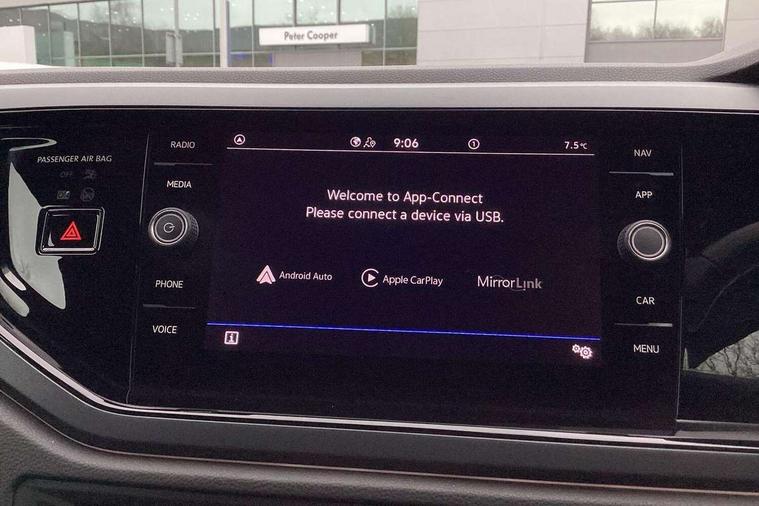 Peter Cooper
PASSENGER AIR BAG
OFF
RADIO
MEDIA
PHONE
VOICE
9:06
1
7.5°C
Welcome to App-Connect
Please connect a device via USB.
Android Auto
Apple CarPlay
MirrorLink
i
NAV
APP
CAR
MENU